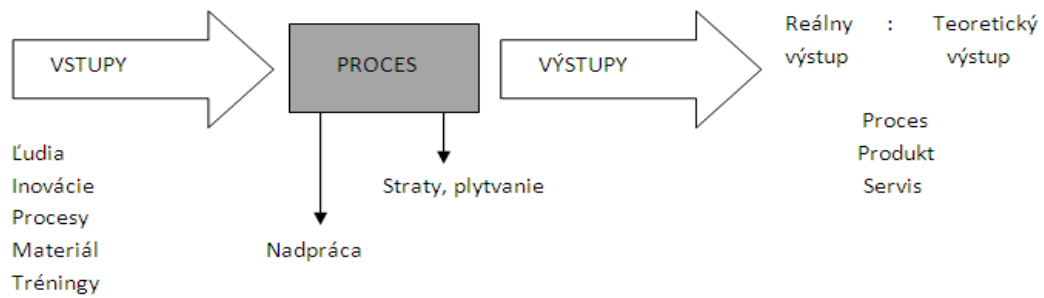 VSTUPY
PROCES
VÝSTUPY
Reálny : Teoretický
výstup výstup
Ľudia
Inovácie
Procesy
Materiál
Tréningy
Nadpráca
Straty, plytvanie
Proces
Produkt
Servis